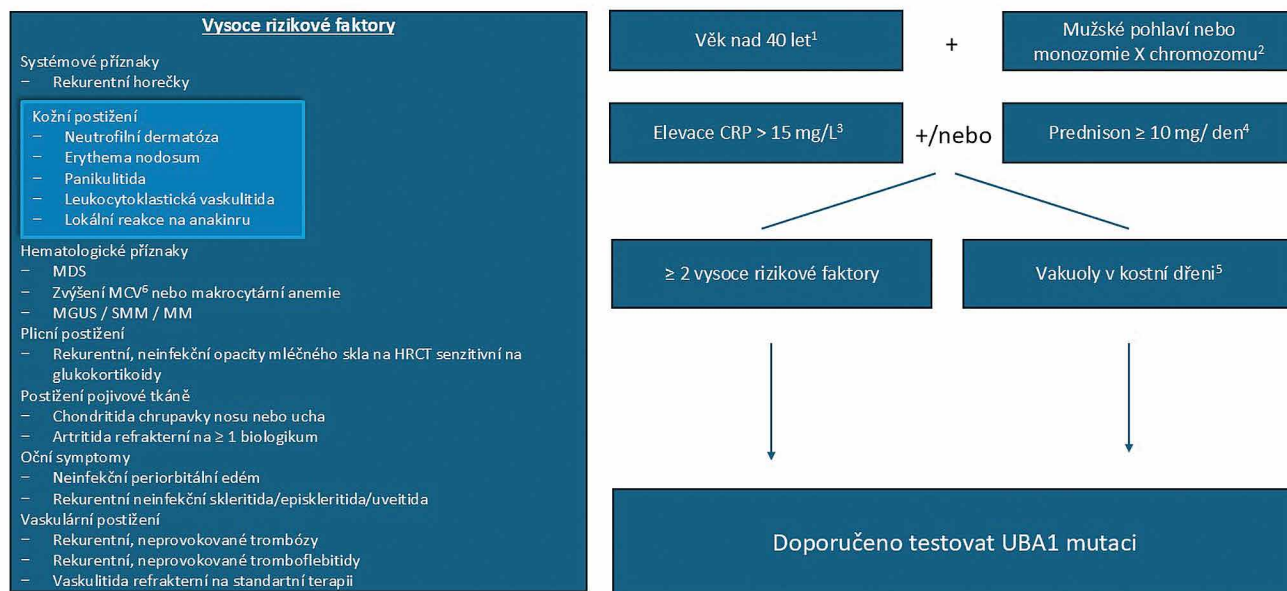 Vysoce rizikové faktory
Systémové příznaky
− Rekurentní horečky
Kožní postižení
− Neutrofilní dermatóza
− Erythema nodosum
− Panikulitida
− Leukocytoklastická vaskulitida
− Lokální reakce na anakinru
Hematologické příznaky
− MDS
− Zvýšení MCV⁶ nebo makrocytární anemie
− MGUS / SMM / MM
Plicní postižení
− Rekurentní, neinfekční opacity mléčného skla na HRCT senzitivní na
glukokortikoidy
Postižení pojivové tkáně
− Chondritida chrupavky nosu nebo ucha
− Artritida refrakterní na ≥ 1 biologikum
Oční symptomy
− Neinfekční periorbitální edém
− Rekurentní neinfekční skleritida/episkleritida/uveitida
Vaskulární postižení
− Rekurentní, neprovokované trombózy
− Rekurentní, neprovokované tromboflebitidy
− Vaskulitida refrakterní na standartní terapii
Věk nad 40 let¹
+
Mužské pohlaví nebo
monozomie X chromozomu²
Elevace CRP > 15 mg/L³
+/nebo
Prednison ≥ 10 mg/ den⁴
≥ 2 vysoce rizikové faktory
Vakuoly v kostní dřeni⁵
Doporučeno testovat UBA1 mutaci